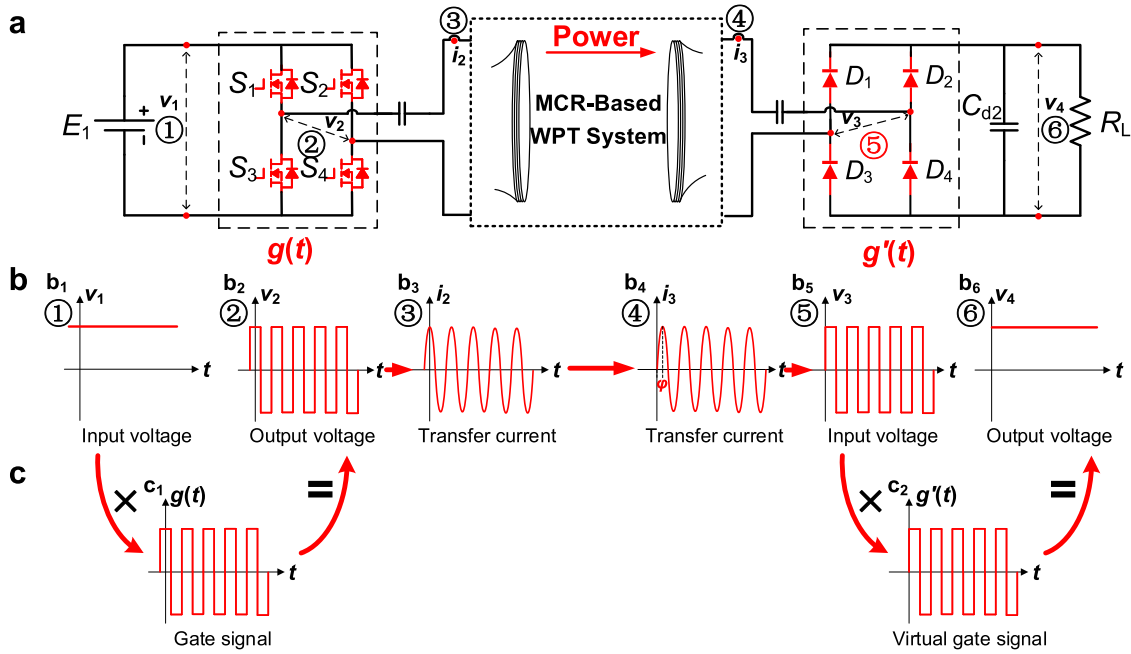 a
③ ④
i2 Power i3
S1 S2 D1 D2
+ v1 E1 ① - v2 ② MCR-Based
WPT System v3 ⑤ Cd2 v4 ⑥ RL
S3 S4 D3 D4
g(t) g'(t)
b
b1 v1 ① t
b2 v2 ② t
b3 i2 ③ t
b4 i3 ④ φ t
b5 v3 ⑤ t
b6 v4 ⑥ t
Input voltage Output voltage Transfer current Transfer current Input voltage Output voltage
c
× c1 g(t) = t
× c2 g'(t) = t
Gate signal Virtual gate signal